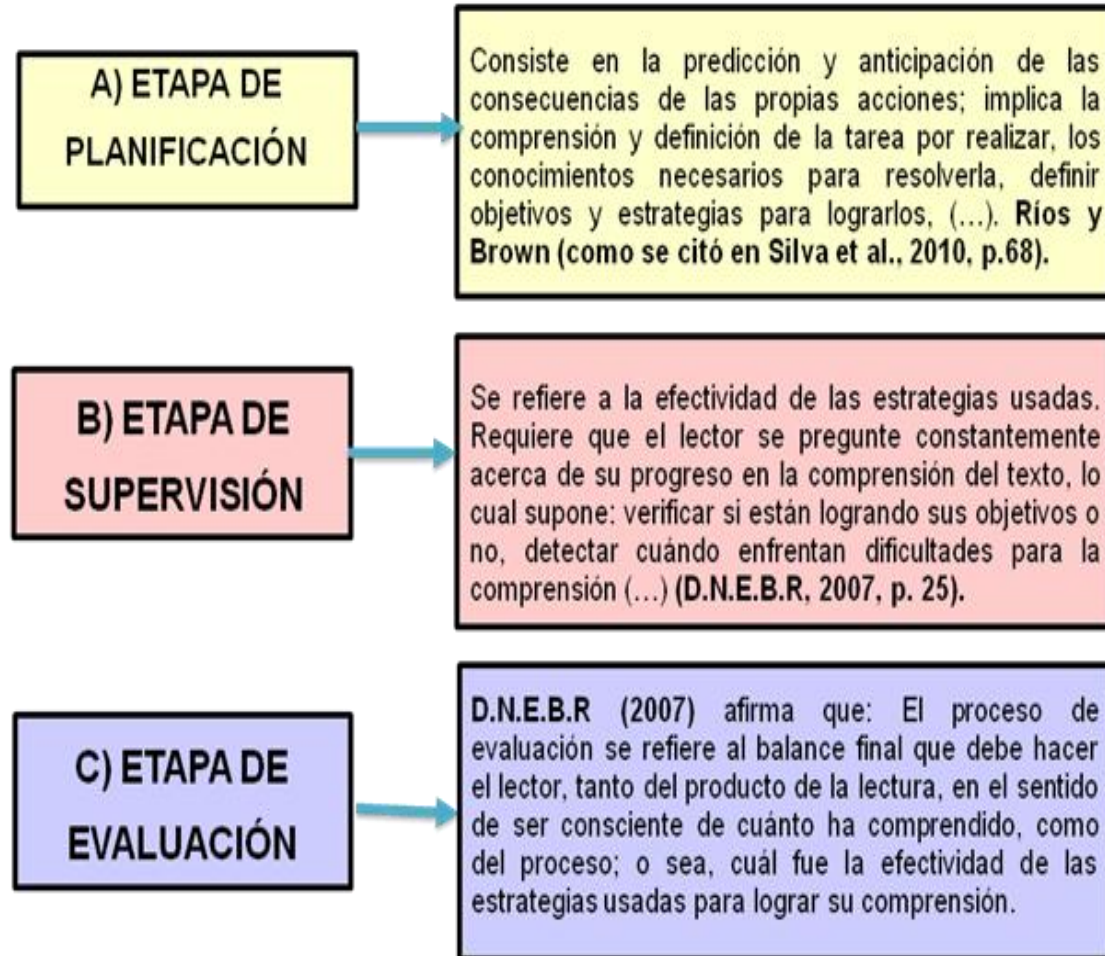 A) ETAPA DE
PLANIFICACIÓN
Consiste en la predicción y anticipación de las
consecuencias de las propias acciones; implica la
comprensión y definición de la tarea por realizar, los
conocimientos necesarios para resolverla, definir
objetivos y estrategias para lograrlos, (…). Ríos y
Brown (como se citó en Silva et al., 2010, p.68).
B) ETAPA DE
SUPERVISIÓN
Se refiere a la efectividad de las estrategias usadas.
Requiere que el lector se pregunte constantemente
acerca de su progreso en la comprensión del texto, lo
cual supone: verificar si están logrando sus objetivos o
no, detectar cuándo enfrentan dificultades para la
comprensión (…) (D.N.E.B.R, 2007, p. 25).
C) ETAPA DE
EVALUACIÓN
D.N.E.B.R (2007) afirma que: El proceso de
evaluación se refiere al balance final que debe hacer
el lector, tanto del producto de la lectura, en el sentido
de ser consciente de cuánto ha comprendido, como
del proceso; o sea, cuál fue la efectividad de las
estrategias usadas para lograr su comprensión.